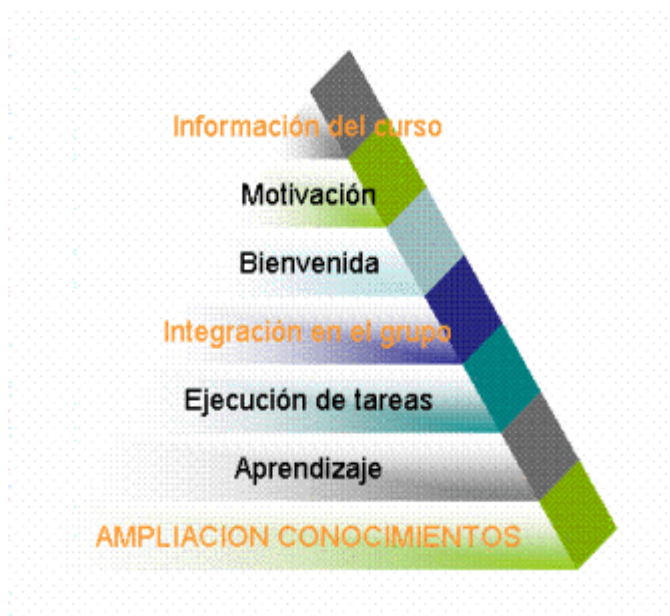 Información del curso
Motivación
Bienvenida
Integración en el grupo
Ejecución de tareas
Aprendizaje
AMPLIACION CONOCIMIENTOS